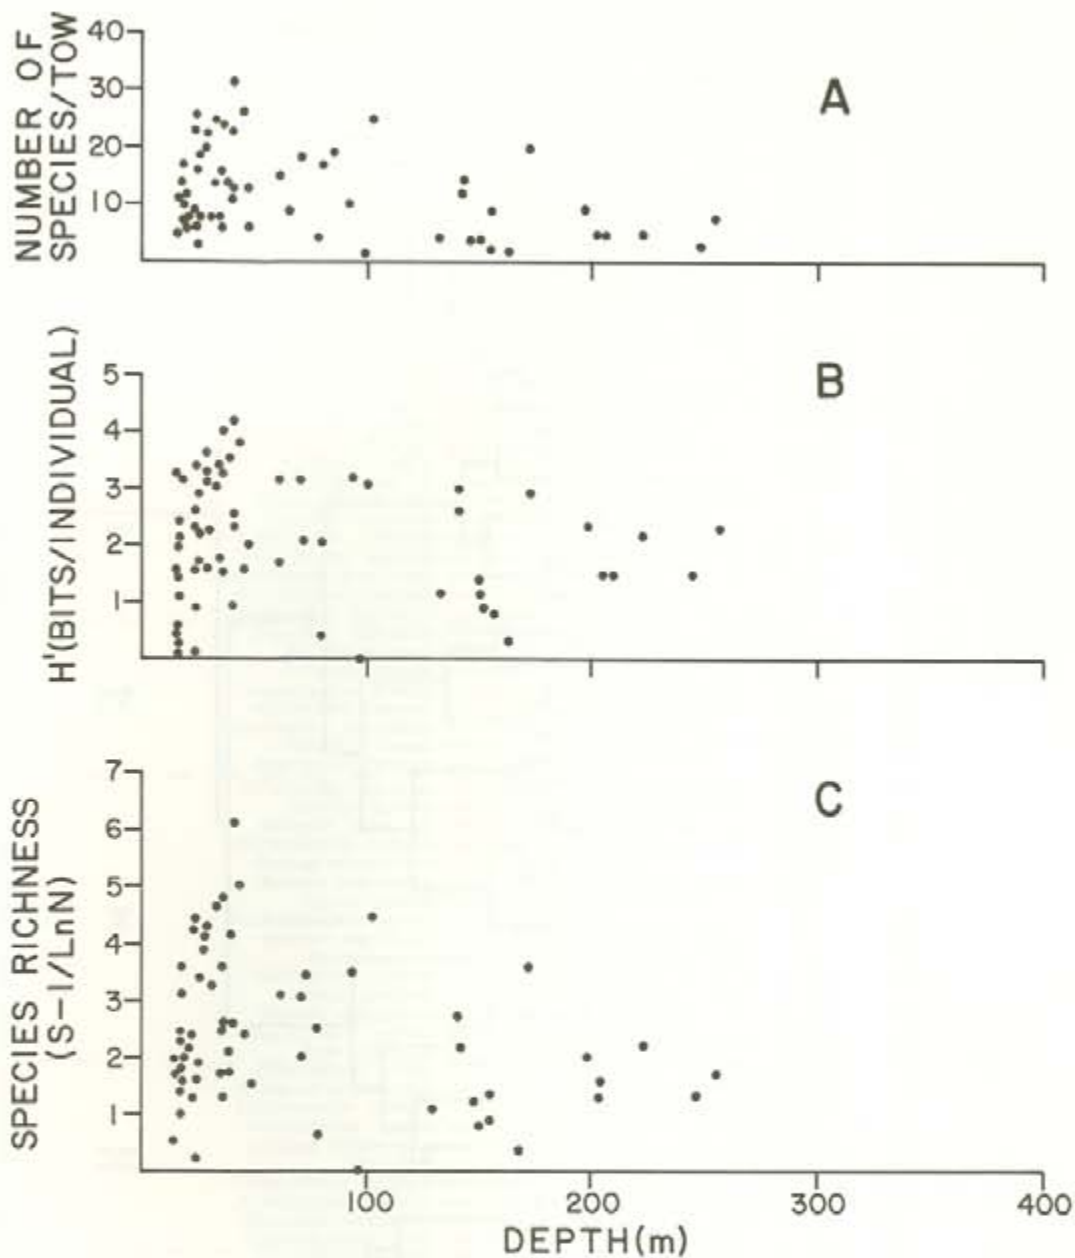 NUMBER OF
SPECIES/TOW
40
30
20
10
A
H'(BITS/INDIVIDUAL)
5
4
3
2
1
B
SPECIES RICHNESS
(S-1/LnN)
7
6
5
4
3
2
1
C
100
200
300
400
DEPTH(m)